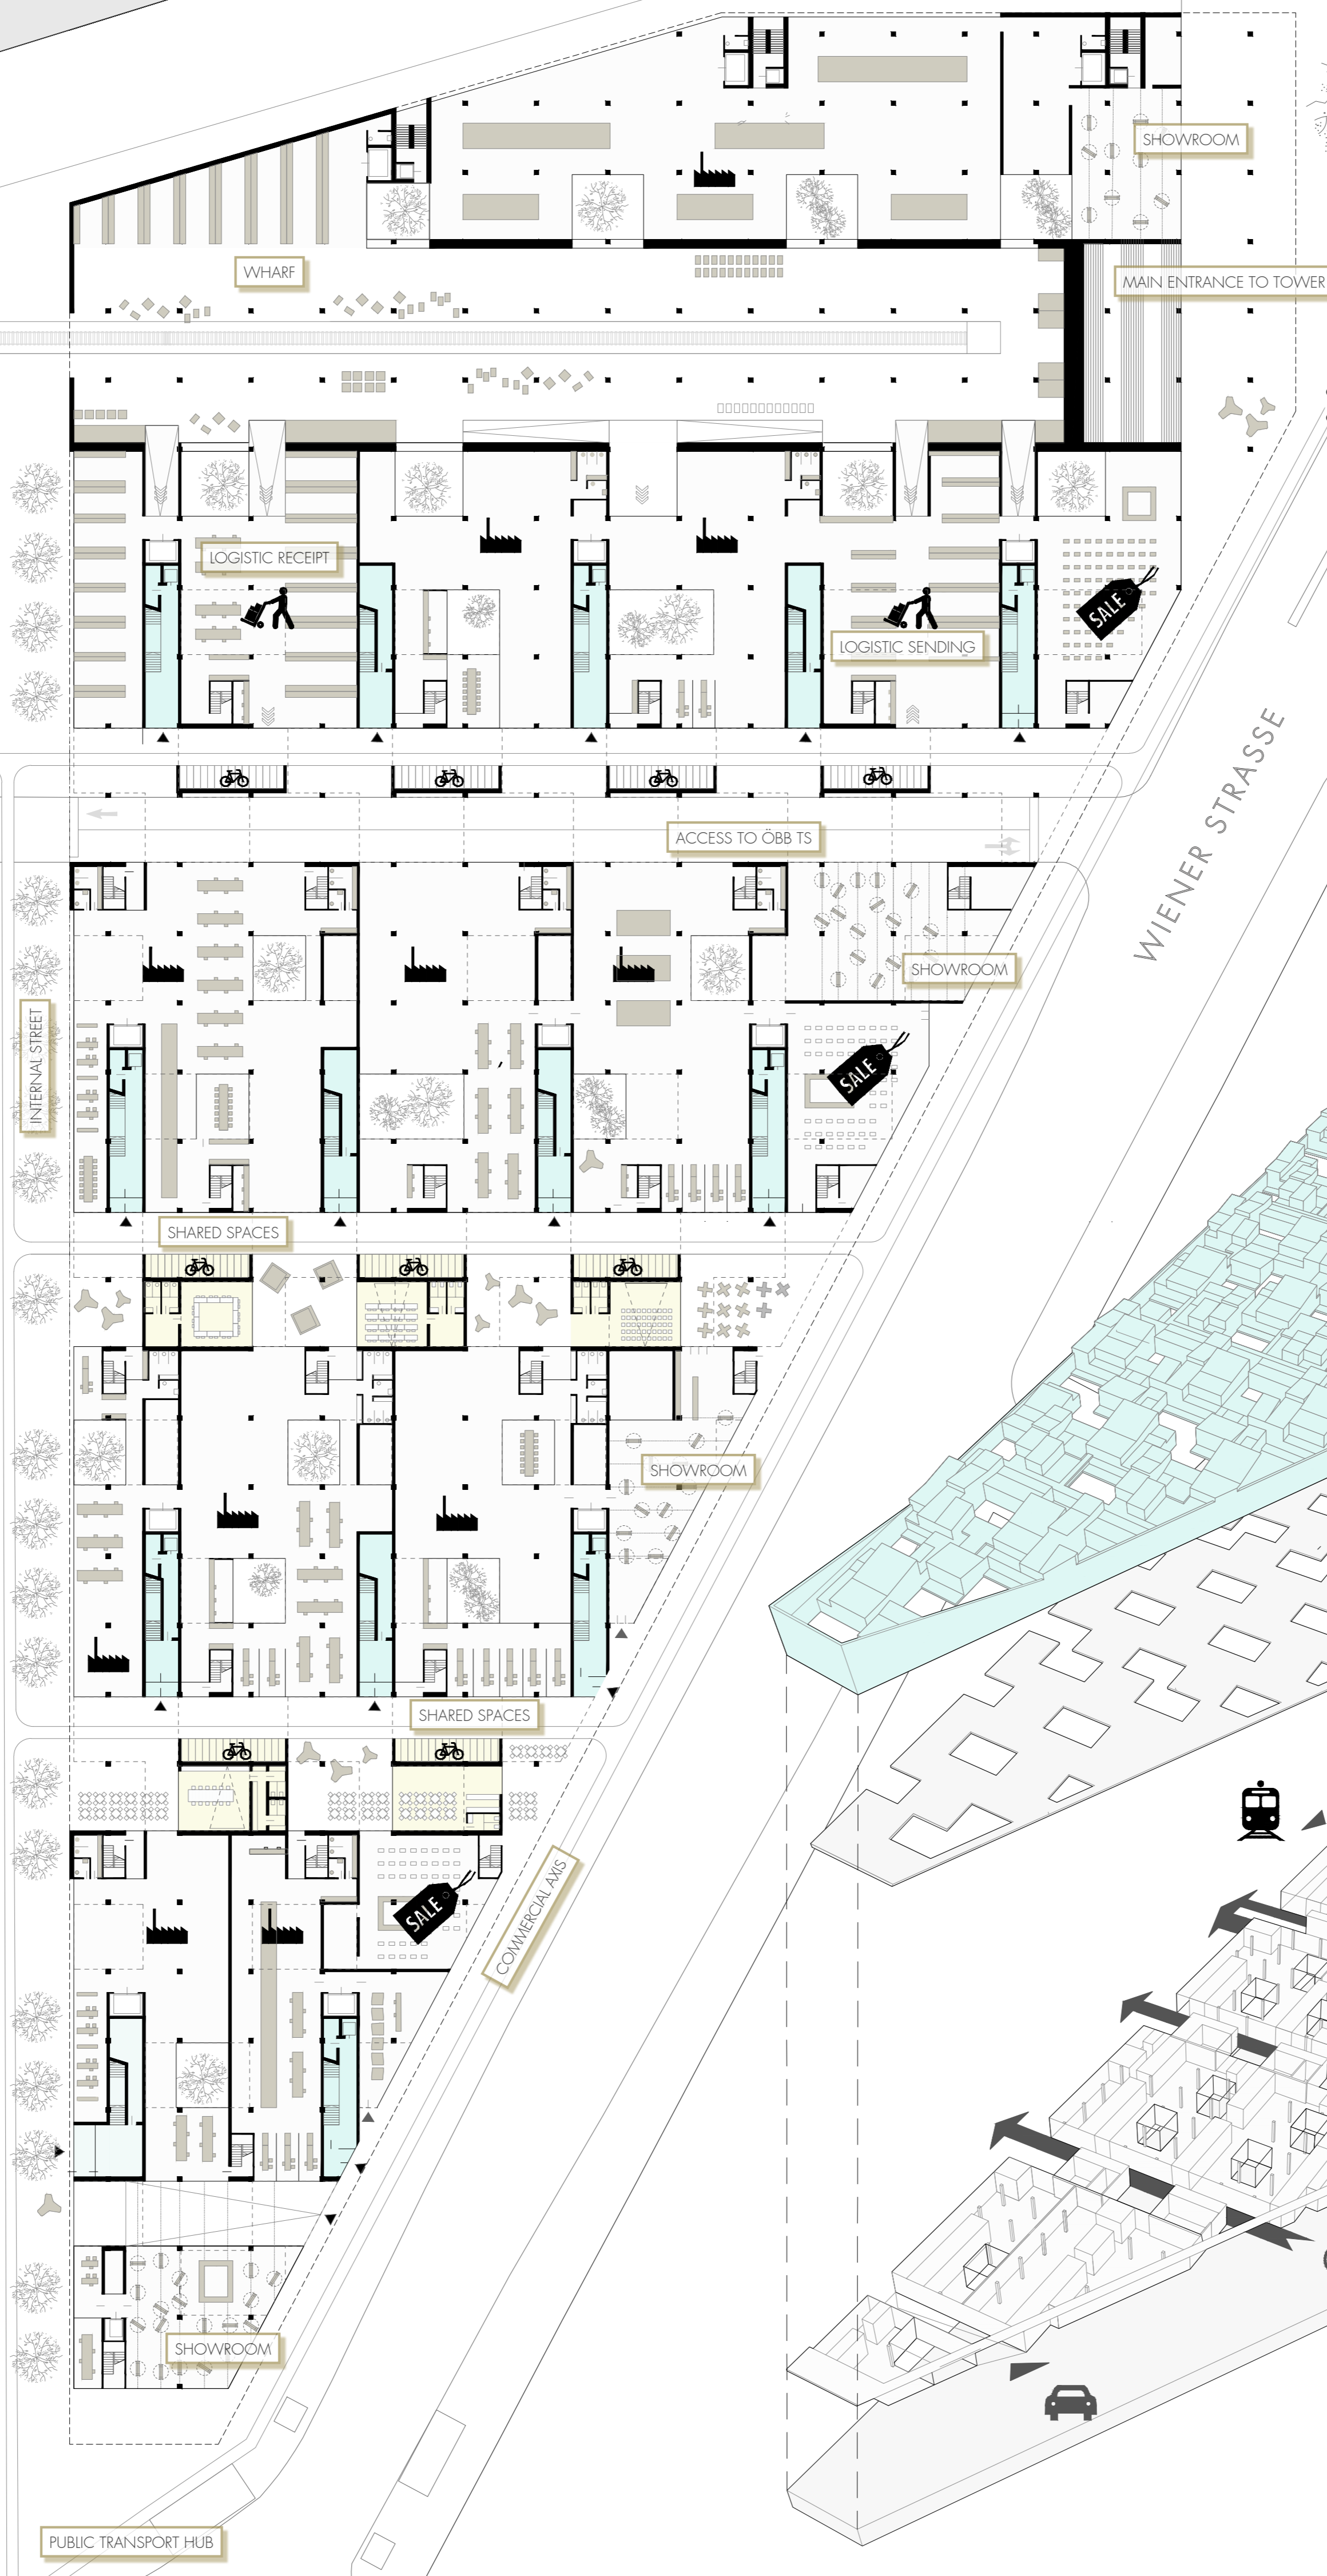 SHOWROOM
WHARF
MAIN ENTRANCE TO TOWER
LOGISTIC RECEIPT
SALE
LOGISTIC SENDING
WIENER STRASSE
ACCESS TO ÖBB TS
SHOWROOM
INTERNAL STREET
SALE
SHARED SPACES
SHOWROOM
SHARED SPACES
COMMERCIAL AXIS
SALE
SHOWROOM
PUBLIC TRANSPORT HUB